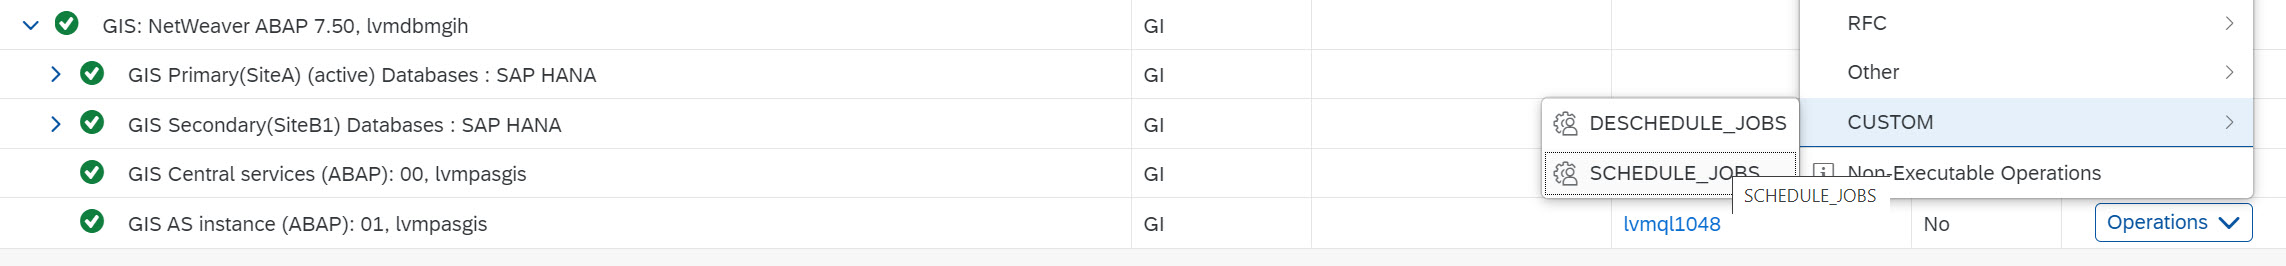 GIS: NetWeaver ABAP 7.50, lvmdbmgih GI RFC
GIS Primary(SiteA) (active) Databases : SAP HANA GI Other
GIS Secondary(SiteB1) Databases : SAP HANA GI DESCHEDULE_JOBS CUSTOM
GIS Central services (ABAP): 00, lvmpasgis GI SCHEDULE_JOBS Non-Executable Operations
SCHEDULE_JOBS
GIS AS instance (ABAP): 01, lvmpasgis GI lvmql1048 No Operations